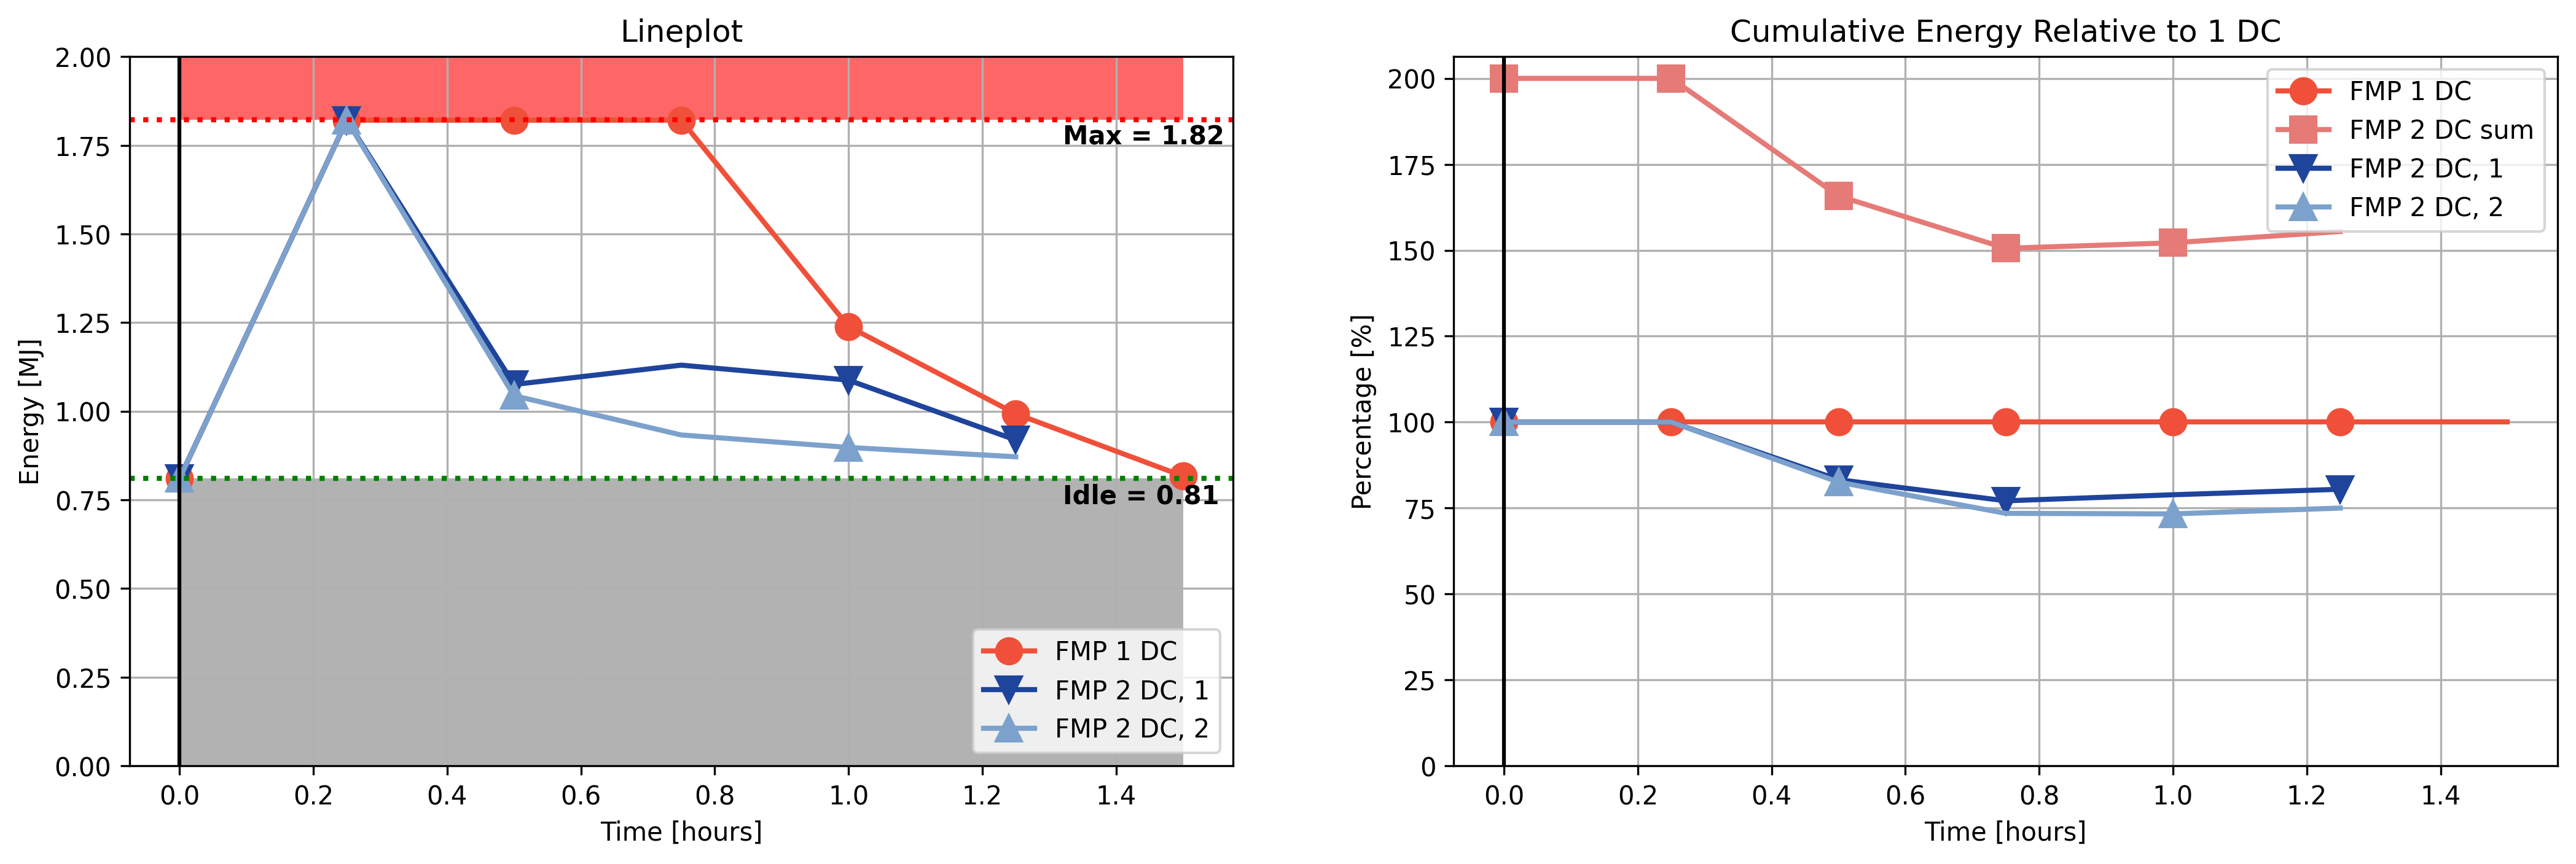 Lineplot
2.00
1.75
1.50
1.25
1.00
0.75
0.50
0.25
0.00
Energy [MJ]
Max = 1.82
Idle = 0.81
FMP 1 DC
FMP 2 DC, 1
FMP 2 DC, 2
0.0 0.2 0.4 0.6 0.8 1.0 1.2 1.4
Time [hours]
Cumulative Energy Relative to 1 DC
200
175
150
125
100
75
50
25
0
Percentage [%]
FMP 1 DC
FMP 2 DC sum
FMP 2 DC, 1
FMP 2 DC, 2
0.0 0.2 0.4 0.6 0.8 1.0 1.2 1.4
Time [hours]